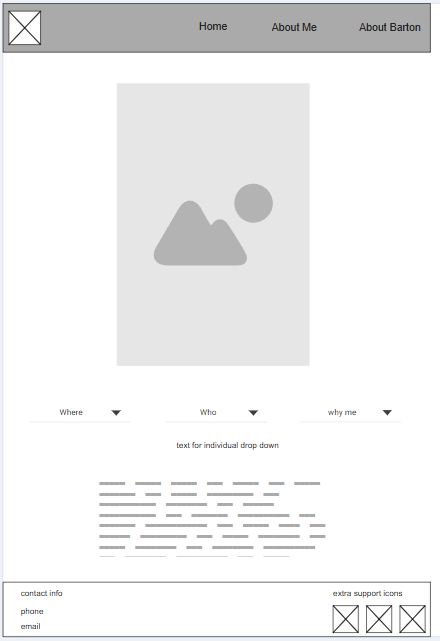 Home About Me About Barton
Where Who why me
text for individual drop down
contact info extra support icons
phone
email